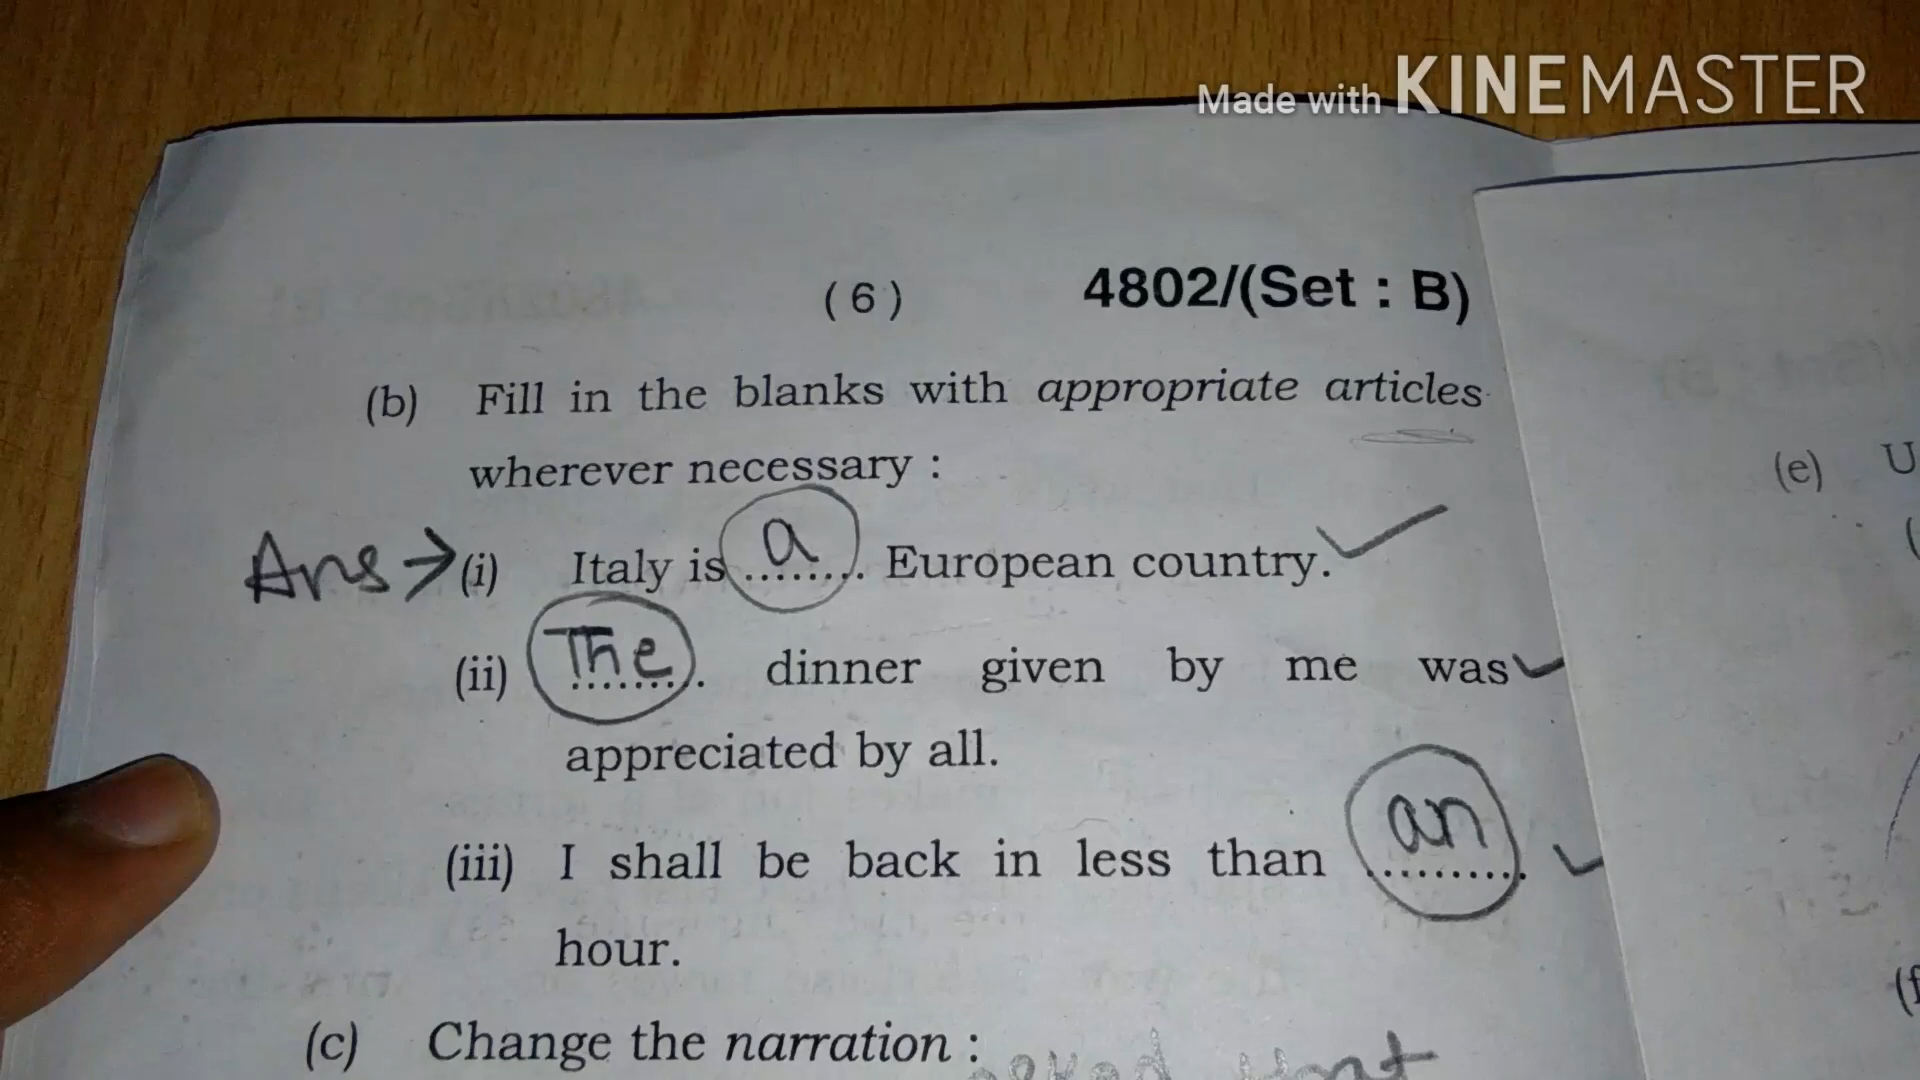 Made with KINEMASTER
( 6 ) 4802/(Set : B)
(b) Fill in the blanks with appropriate articles
wherever necessary :
Ans → (i) Italy is a ........ European country.
(ii) The ........ dinner given by me was
appreciated by all.
(iii) I shall be back in less than an ..........
hour.
(c) Change the narration :
(e) U
(
(f